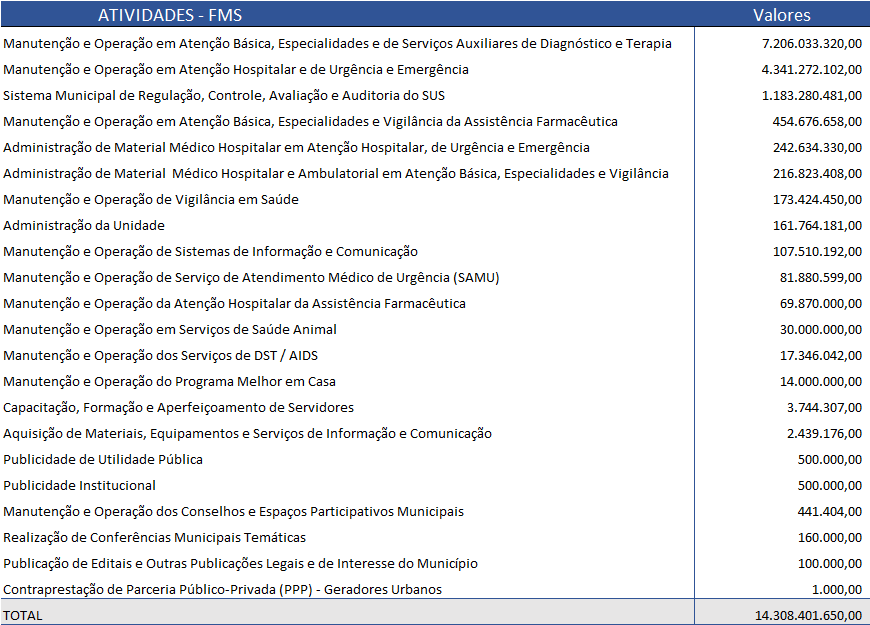 ATIVIDADES - FMS Valores
Manutenção e Operação em Atenção Básica, Especialidades e de Serviços Auxiliares de Diagnóstico e Terapia 7.206.033.320,00
Manutenção e Operação em Atenção Hospitalar e de Urgência e Emergência 4.341.272.102,00
Sistema Municipal de Regulação, Controle, Avaliação e Auditoria do SUS 1.183.280.481,00
Manutenção e Operação em Atenção Básica, Especialidades e Vigilância da Assistência Farmacêutica 454.676.658,00
Administração de Material Médico Hospitalar em Atenção Hospitalar, de Urgência e Emergência 242.634.330,00
Administração de Material  Médico Hospitalar e Ambulatorial em Atenção Básica, Especialidades e Vigilância 216.823.408,00
Manutenção e Operação de Vigilância em Saúde 173.424.450,00
Administração da Unidade 161.764.181,00
Manutenção e Operação de Sistemas de Informação e Comunicação 107.510.192,00
Manutenção e Operação de Serviço de Atendimento Médico de Urgência (SAMU) 81.880.599,00
Manutenção e Operação da Atenção Hospitalar da Assistência Farmacêutica 69.870.000,00
Manutenção e Operação em Serviços de Saúde Animal 30.000.000,00
Manutenção e Operação dos Serviços de DST / AIDS 17.346.042,00
Manutenção e Operação do Programa Melhor em Casa 14.000.000,00
Capacitação, Formação e Aperfeiçoamento de Servidores 3.744.307,00
Aquisição de Materiais, Equipamentos e Serviços de Informação e Comunicação 2.439.176,00
Publicidade de Utilidade Pública 500.000,00
Publicidade Institucional 500.000,00
Manutenção e Operação dos Conselhos e Espaços Participativos Municipais 441.404,00
Realização de Conferências Municipais Temáticas 160.000,00
Publicação de Editais e Outras Publicações Legais e de Interesse do Município 100.000,00
Contraprestação de Parceria Público-Privada (PPP) - Geradores Urbanos 1.000,00
TOTAL 14.308.401.650,00